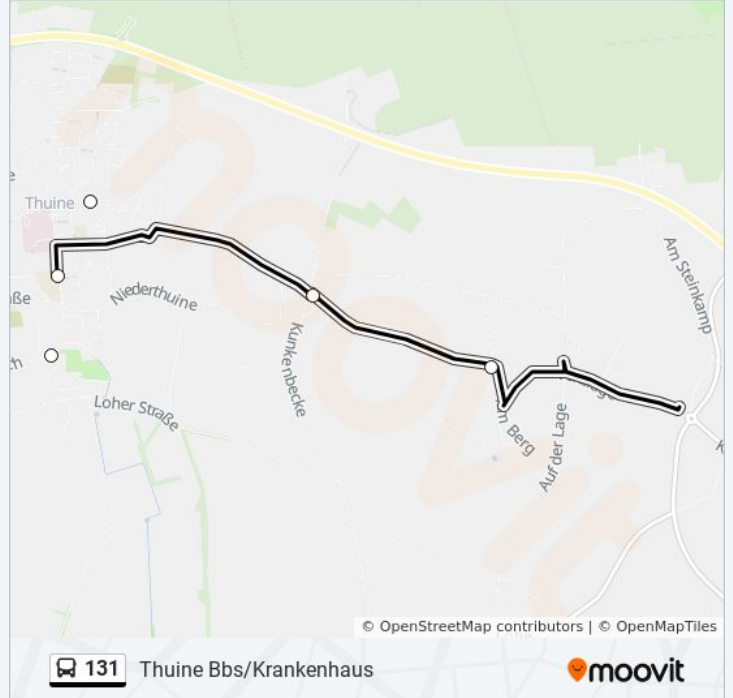 Thuine
Niederthuine
Kunkenbecke
Loher Straße
Am Steinkamp
Auf der Lage
Berg
moovit
© OpenStreetMap contributors | © OpenMapTiles
131 Thuine Bbs/Krankenhaus
moovit